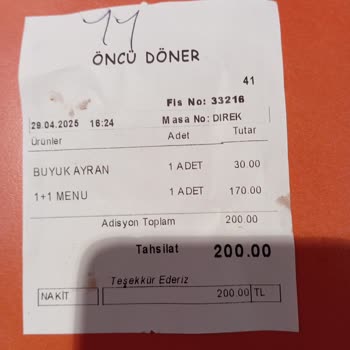 ÖNCÜ DÖNER
41
Fis No: 33216
29.04.2025 16:24 Masa No: DIREK
Ürünler Adet Tutar
BUYUK AYRAN 1 ADET 30.00
1+1 MENU 1 ADET 170.00
Adisyon Toplam 200.00
Tahsilat 200.00
Teşekkür Ederiz
NAKİT 200.00 TL